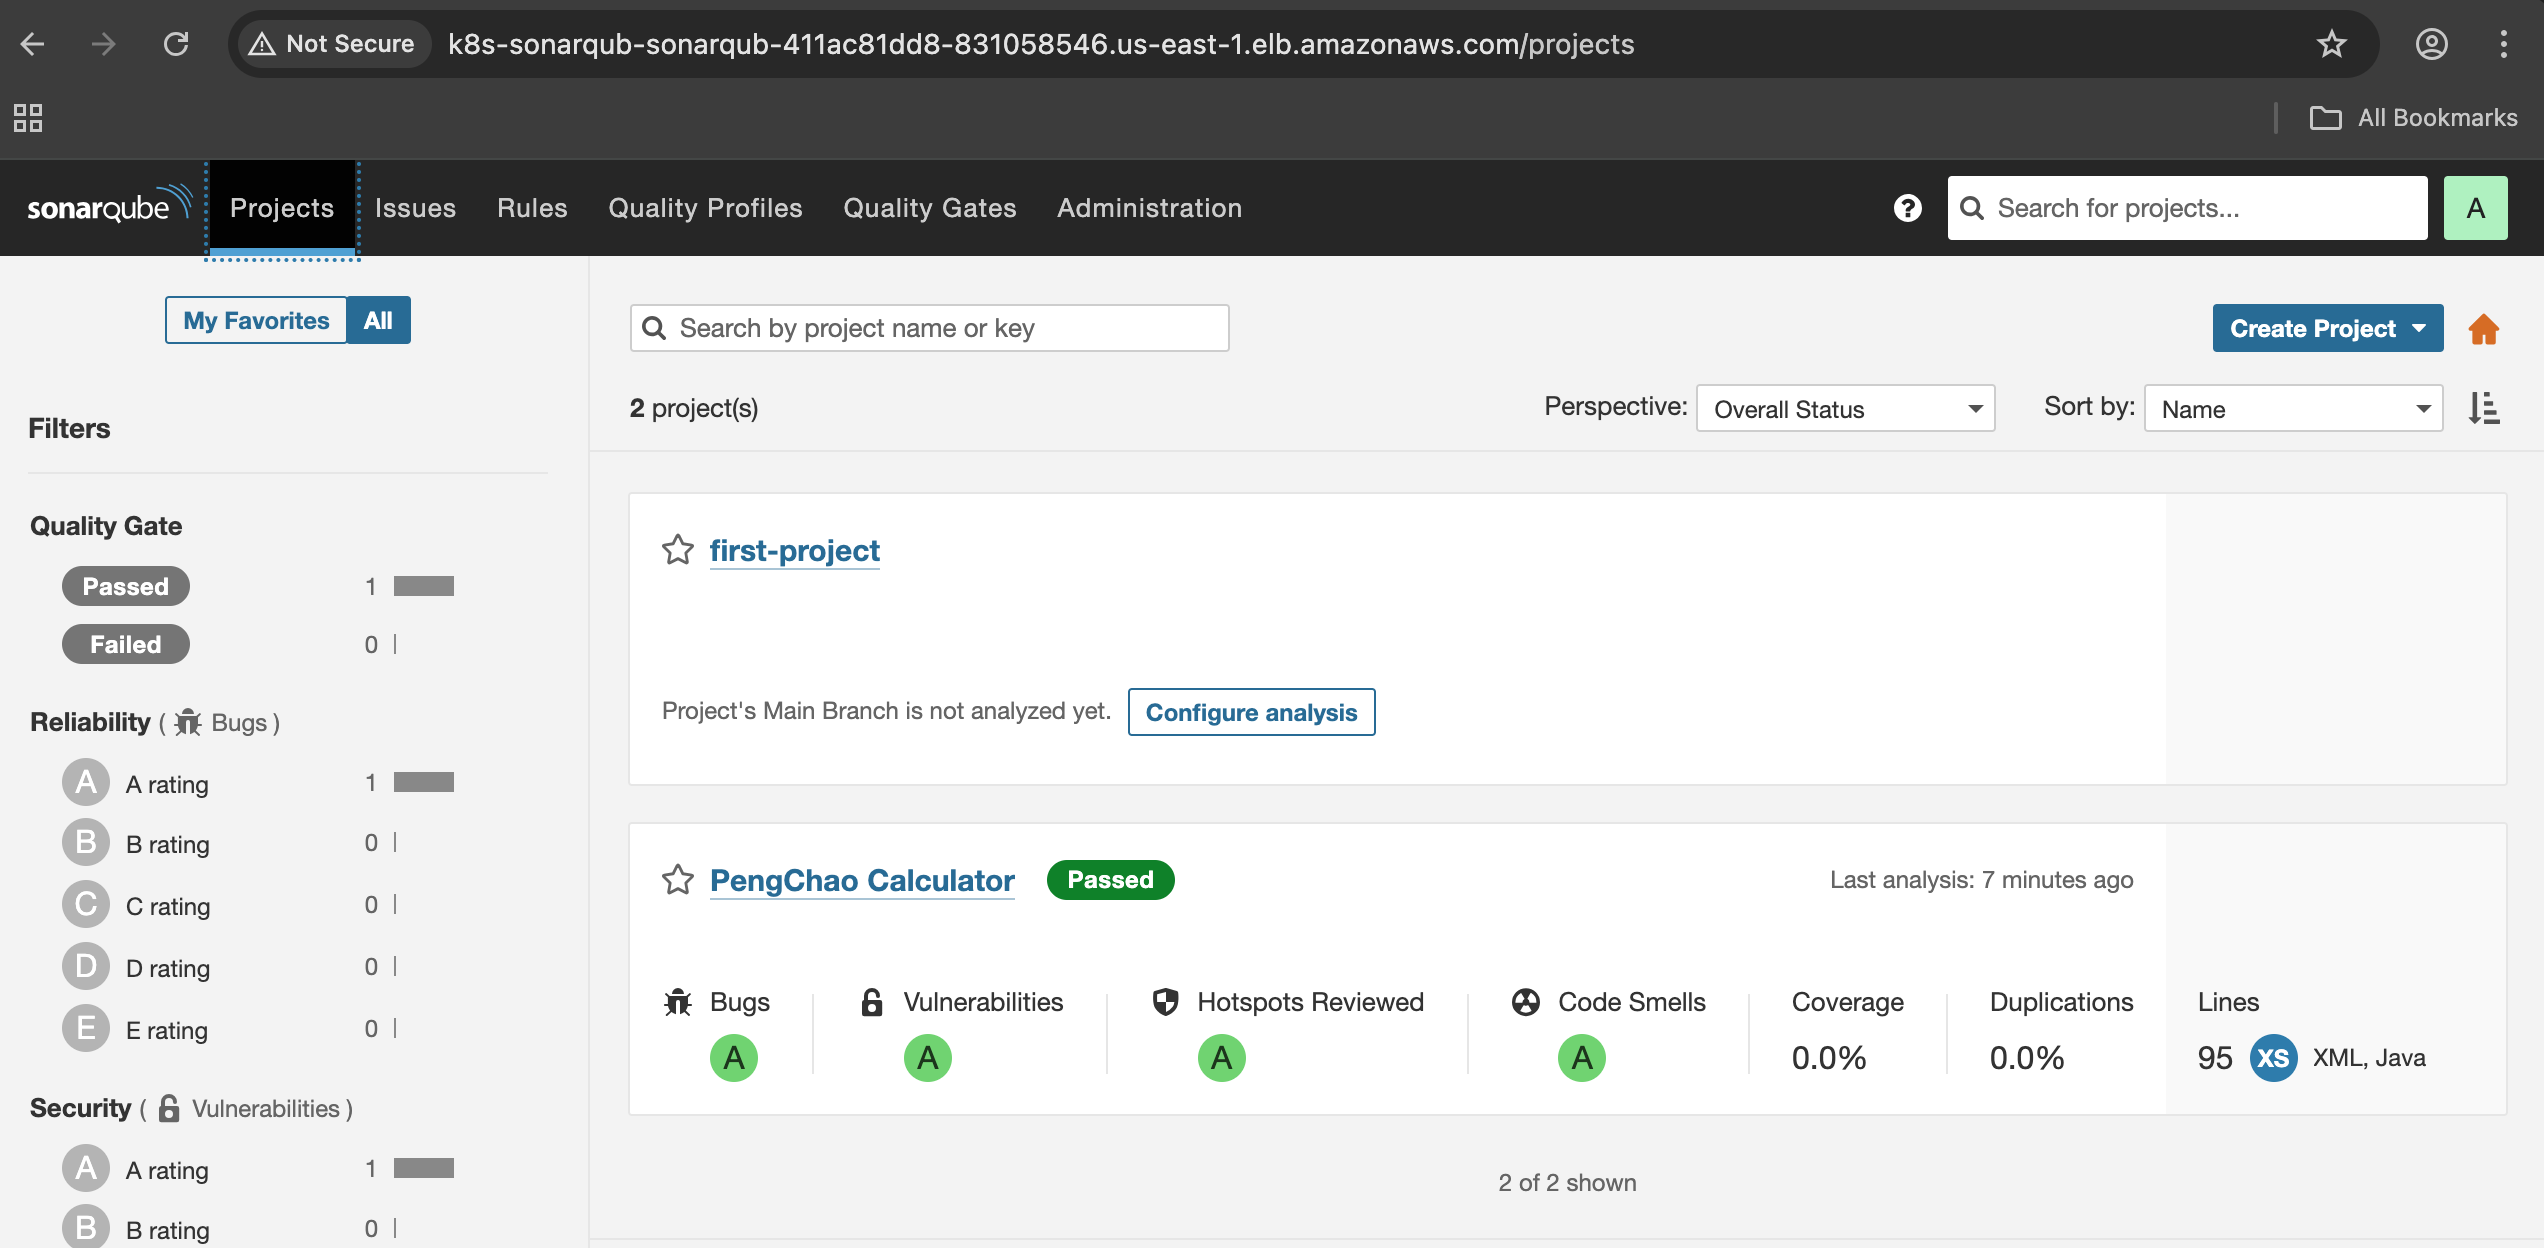 Not Secure k8s-sonarqub-sonarqub-411ac81dd8-831058546.us-east-1.elb.amazonaws.com/projects
All Bookmarks
sonarqube Projects Issues Rules Quality Profiles Quality Gates Administration ? Search for projects... A
My Favorites All
Filters
Quality Gate
Passed 1
Failed 0
Reliability ( Bugs )
A A rating 1
B B rating 0
C C rating 0
D D rating 0
E E rating 0
Security ( Vulnerabilities )
A A rating 1
B B rating 0
Search by project name or key
Create Project
2 project(s)
Perspective: Overall Status
Sort by: Name
first-project
Project's Main Branch is not analyzed yet. Configure analysis
PengChao Calculator Passed
Last analysis: 7 minutes ago
Bugs Vulnerabilities Hotspots Reviewed Code Smells Coverage Duplications Lines
A A A A 0.0% 0.0% 95 XS XML, Java
2 of 2 shown